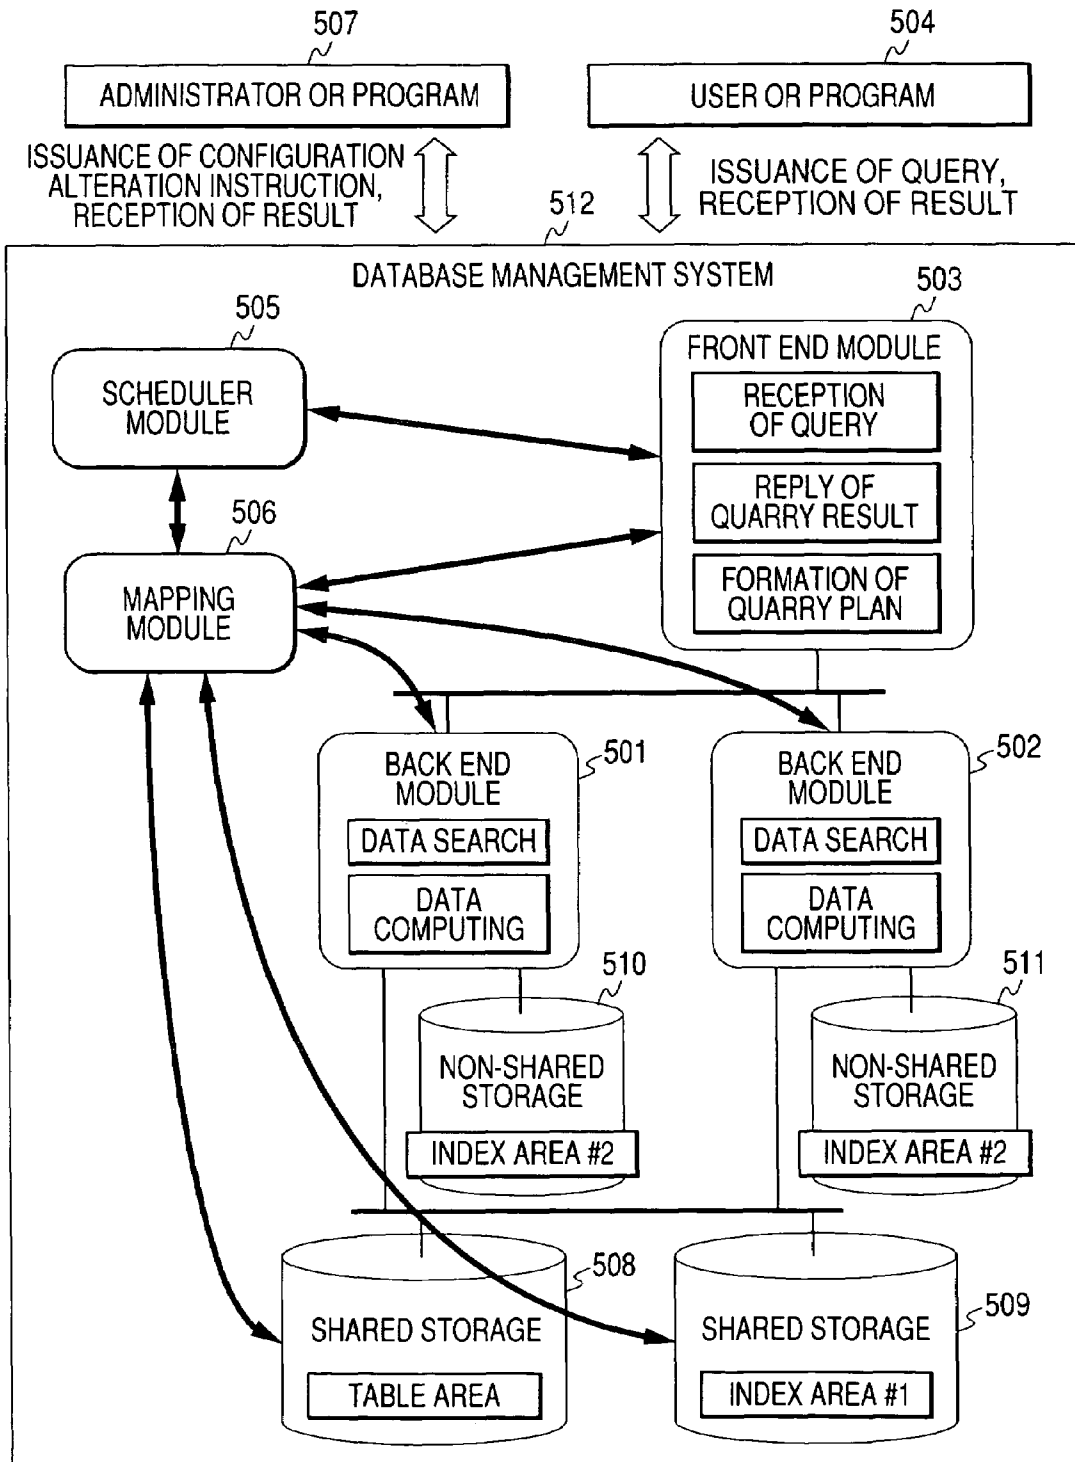 507
504
ADMINISTRATOR OR PROGRAM
USER OR PROGRAM
ISSUANCE OF CONFIGURATION
ALTERATION INSTRUCTION,
RECEPTION OF RESULT
ISSUANCE OF QUERY,
RECEPTION OF RESULT
512
DATABASE MANAGEMENT SYSTEM
503
505
FRONT END MODULE
SCHEDULER
MODULE
RECEPTION
OF QUERY
REPLY OF
QUARRY RESULT
506
FORMATION OF
QUARRY PLAN
MAPPING
MODULE
501
BACK END
MODULE
DATA SEARCH
DATA
COMPUTING
502
BACK END
MODULE
DATA SEARCH
DATA
COMPUTING
510
NON-SHARED
STORAGE
INDEX AREA #2
511
NON-SHARED
STORAGE
INDEX AREA #2
508
SHARED STORAGE
TABLE AREA
509
SHARED STORAGE
INDEX AREA #1